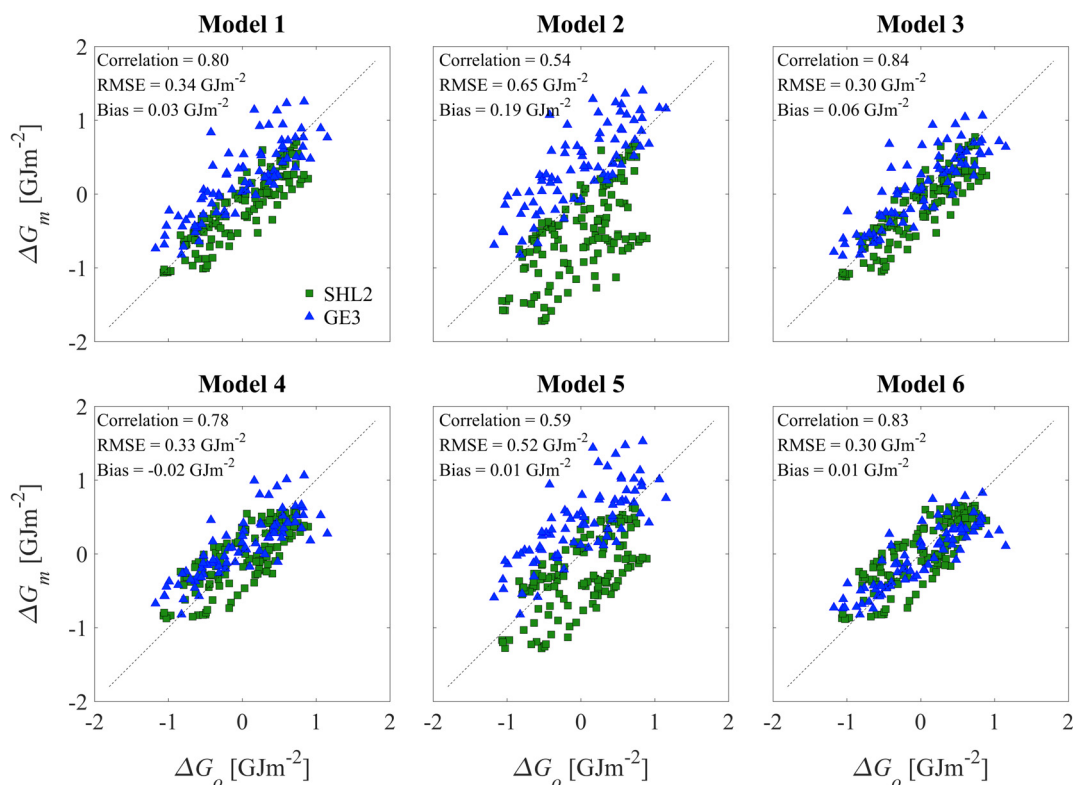 Model 1
Model 2
Model 3
2
1
0
-1
-2
ΔG_m [GJm^-2]
Correlation = 0.80
RMSE = 0.34 GJm^-2
Bias = 0.03 GJm^-2
SHL2
GE3
Correlation = 0.54
RMSE = 0.65 GJm^-2
Bias = 0.19 GJm^-2
Correlation = 0.84
RMSE = 0.30 GJm^-2
Bias = 0.06 GJm^-2
Model 4
Model 5
Model 6
2
1
0
-1
-2
ΔG_m [GJm^-2]
Correlation = 0.78
RMSE = 0.33 GJm^-2
Bias = -0.02 GJm^-2
Correlation = 0.59
RMSE = 0.52 GJm^-2
Bias = 0.01 GJm^-2
Correlation = 0.83
RMSE = 0.30 GJm^-2
Bias = 0.01 GJm^-2
-2 -1 0 1 2
-2 -1 0 1 2
-2 -1 0 1 2
ΔG_o [GJm^-2]
ΔG_o [GJm^-2]
ΔG_o [GJm^-2]